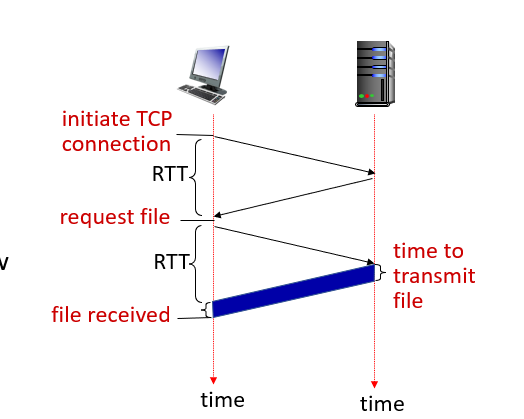 initiate TCP
connection
RTT
request file
RTT
time to
transmit
file
file received
time
time